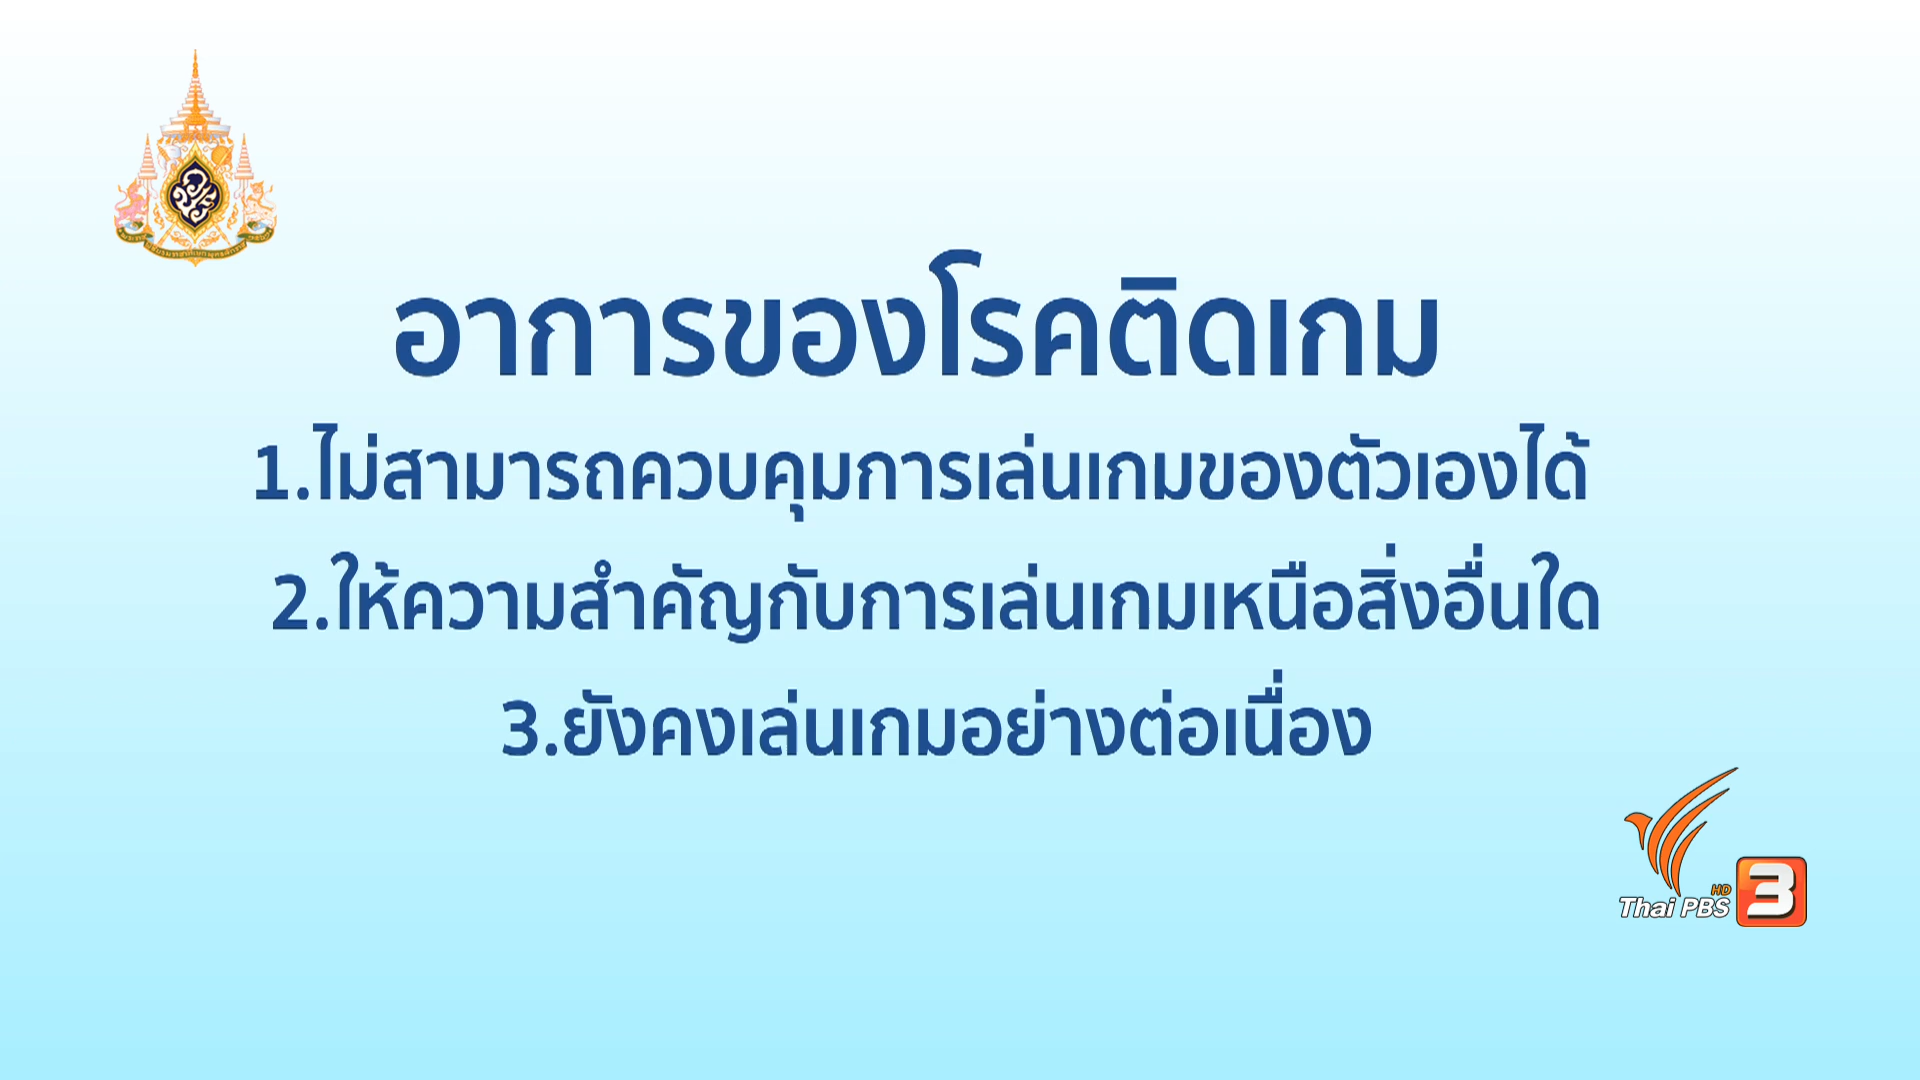 อาการของโรคติดเกม
1.ไม่สามารถควบคุมการเล่นเกมของตัวเองได้
2.ให้ความสำคัญกับการเล่นเกมเหนือสิ่งอื่นใด
3.ยังคงเล่นเกมอย่างต่อเนื่อง
HD
Thai PBS 3